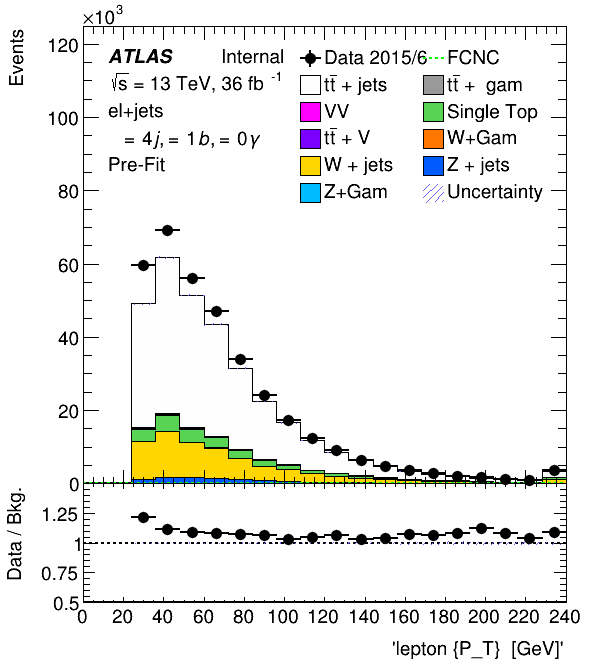 ×10³
Events
120
100
80
60
40
20
0
ATLAS Internal
√s = 13 TeV, 36 fb⁻¹
el+jets
= 4j, = 1b, = 0γ
Pre-Fit
Data 2015/6 FCNC
tt̄ + jets tt̄ + gam
VV Single Top
tt̄ + V W+Gam
W + jets Z + jets
Z+Gam Uncertainty
Data / Bkg.
1.25
1
0.75
0.5
0 20 40 60 80 100 120 140 160 180 200 220 240
'lepton {P_T} [GeV]'